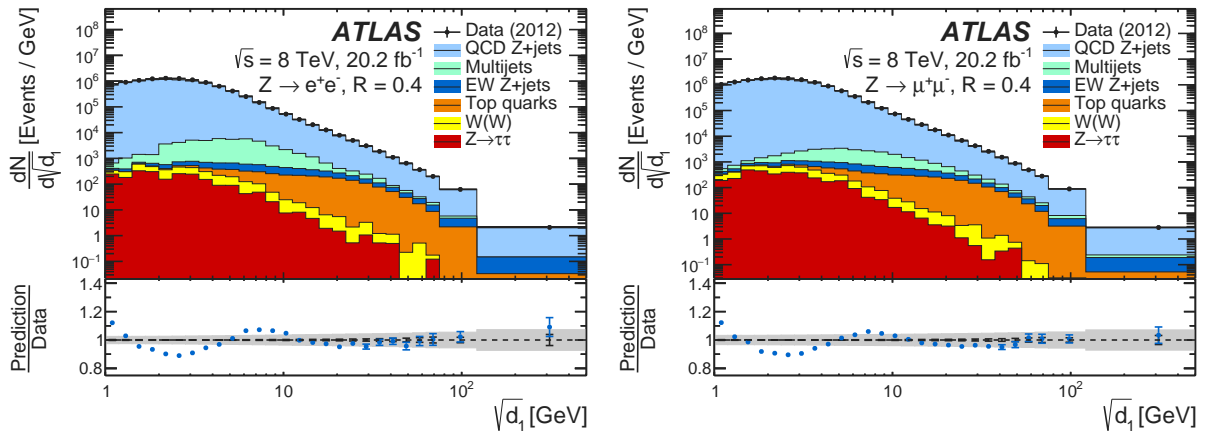 ATLAS
√s = 8 TeV, 20.2 fb⁻¹
Z → e⁺e⁻, R = 0.4
Data (2012)
QCD Z+jets
Multijets
EW Z+jets
Top quarks
W(W)
Z→ττ
dN/d√d₁ [Events / GeV]
10⁸
10⁷
10⁶
10⁵
10⁴
10³
10²
10
1
10⁻¹
Prediction/Data
1.4
1.2
1
0.8
1 10 10²
√d₁ [GeV]
ATLAS
√s = 8 TeV, 20.2 fb⁻¹
Z → μ⁺μ⁻, R = 0.4
Data (2012)
QCD Z+jets
Multijets
EW Z+jets
Top quarks
W(W)
Z→ττ
dN/d√d₁ [Events / GeV]
10⁸
10⁷
10⁶
10⁵
10⁴
10³
10²
10
1
10⁻¹
Prediction/Data
1.4
1.2
1
0.8
1 10 10²
√d₁ [GeV]